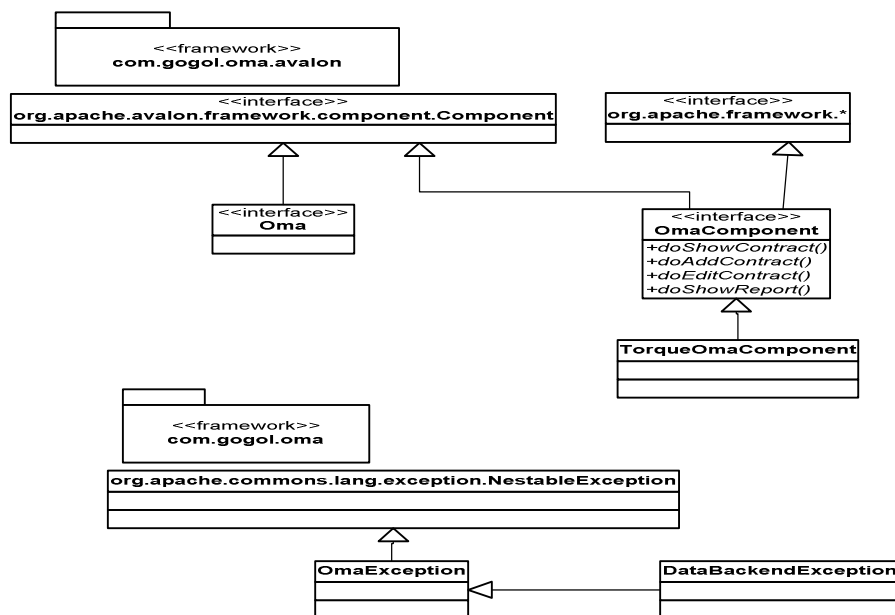 <<framework>>
com.gogol.oma.avalon
<<interface>>
org.apache.avalon.framework.component.Component
<<interface>>
org.apache.framework.*
<<interface>>
Oma
<<interface>>
OmaComponent
+doShowContract()
+doAddContract()
+doEditContract()
+doShowReport()
TorqueOmaComponent
<<framework>>
com.gogol.oma
org.apache.commons.lang.exception.NestableException
OmaException
DataBackendException